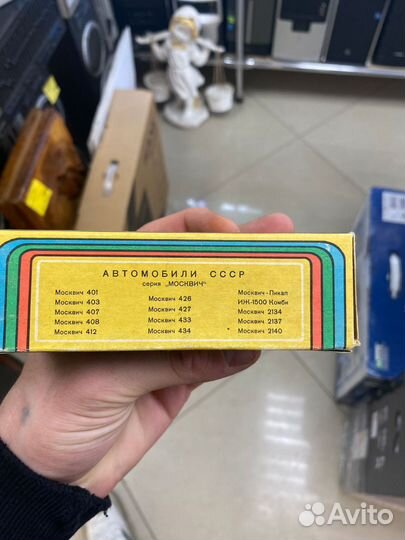 АВТОМОБИЛИ СССР
серия „МОСКВИЧ"
Москвич 401
Москвич 403
Москвич 407
Москвич 408
Москвич 412
Москвич 426
Москвич 427
Москвич 433
Москвич 434
Москвич-Пикап
ИЖ-1500 Комби
Москвич 2134
Москвич 2137
Москвич 2140
Avito